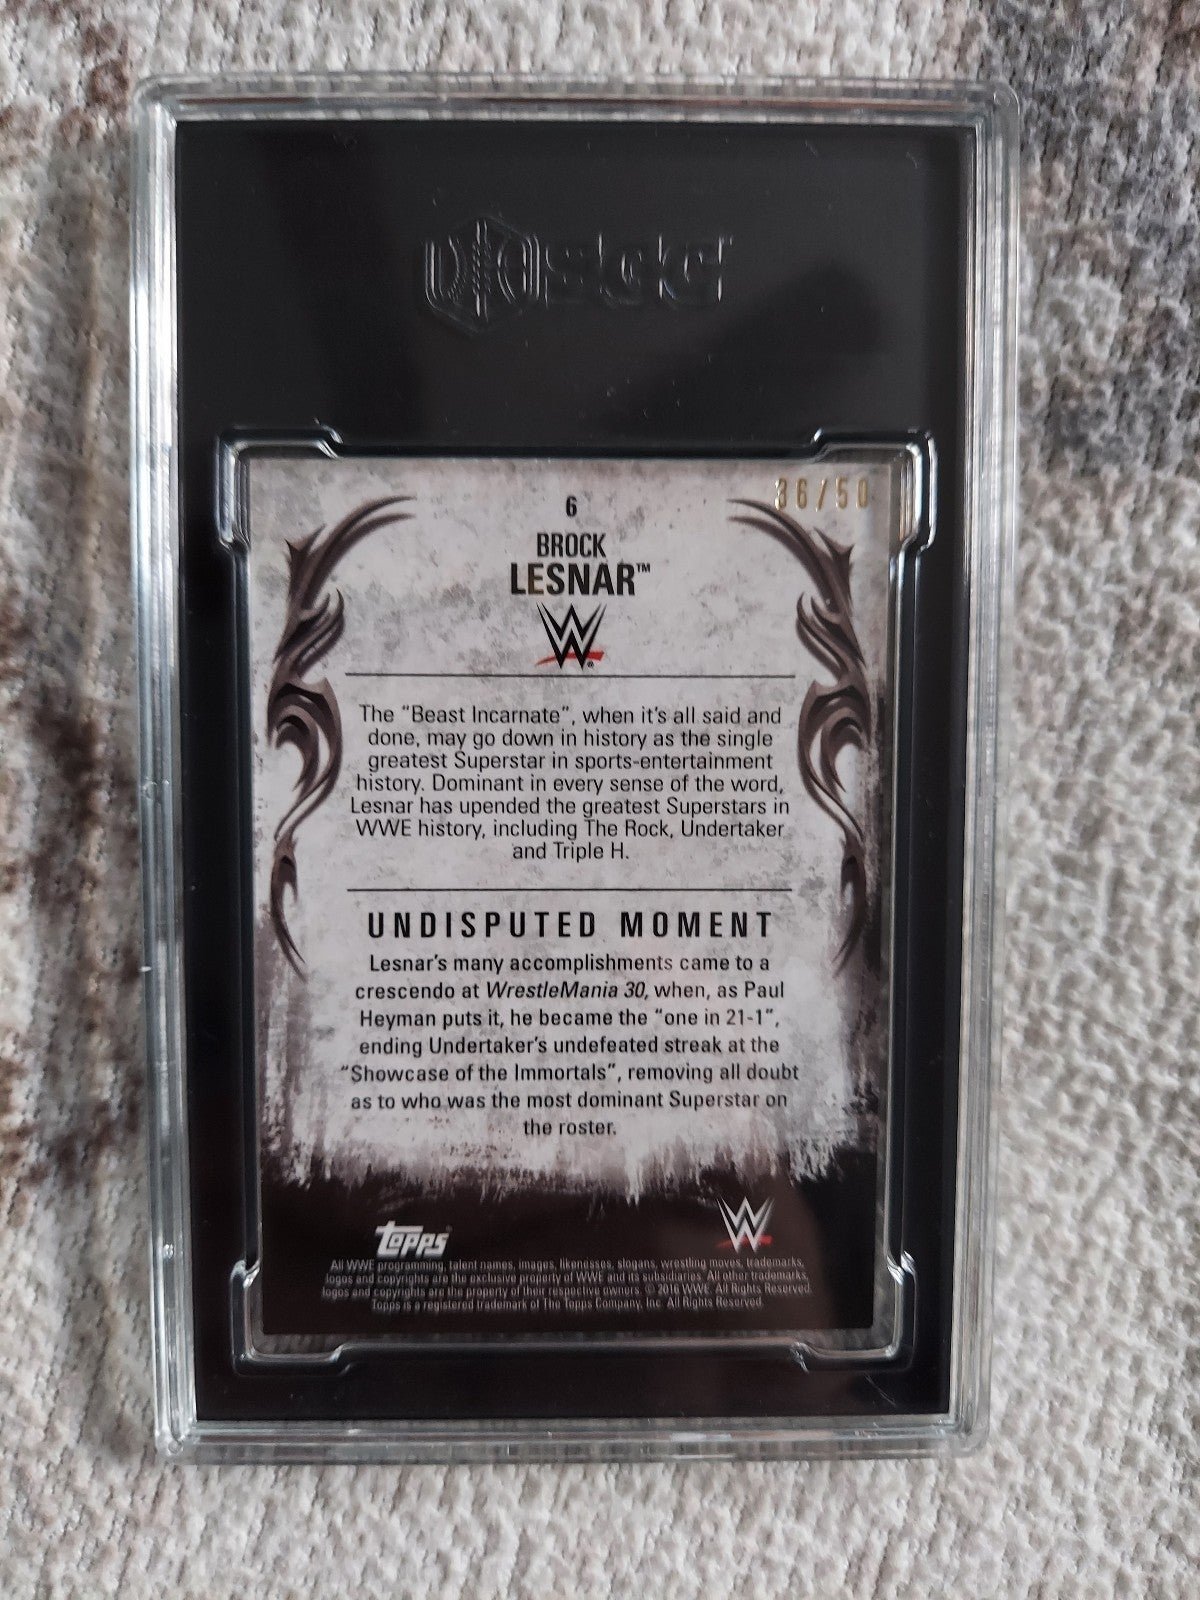 SGC
36/50
6
BROCK
LESNAR™
The "Beast Incarnate", when it's all said and
done, may go down in history as the single
greatest Superstar in sports-entertainment
history. Dominant in every sense of the word,
Lesnar has upended the greatest Superstars in
WWE history, including The Rock, Undertaker
and Triple H.
UNDISPUTED MOMENT
Lesnar's many accomplishments came to a
crescendo at WrestleMania 30, when, as Paul
Heyman puts it, he became the "one in 21-1",
ending Undertaker's undefeated streak at the
"Showcase of the Immortals", removing all doubt
as to who was the most dominant Superstar on
the roster.
Topps
All WWE programming, talent names, images, likenesses, slogans, wrestling moves, trademarks,
logos and copyrights are the exclusive property of WWE and its subsidiaries. All other trademarks,
logos and copyrights are the property of their respective owners. © 2016 WWE. All Rights Reserved.
Topps is a registered trademark of The Topps Company, Inc. All Rights Reserved.